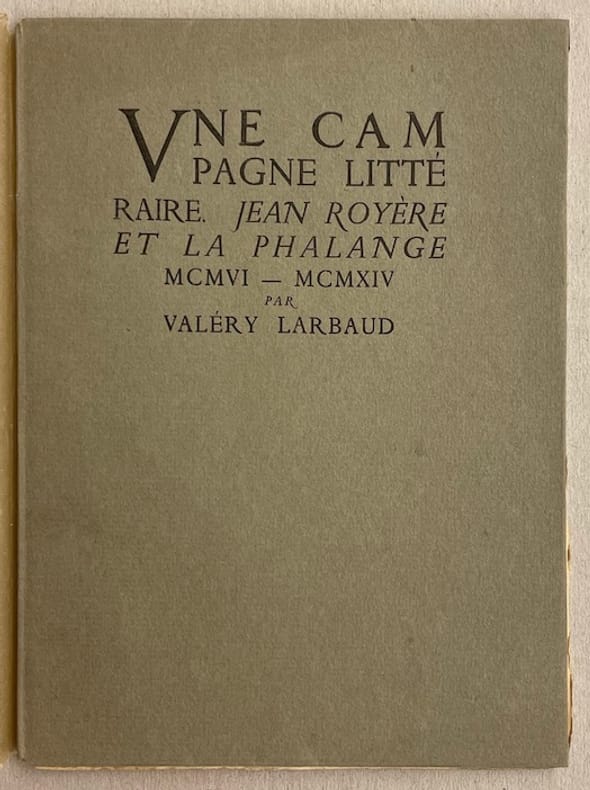 VNE CAM
PAGNE LITTÉ
RAIRE. JEAN ROYÈRE
ET LA PHALANGE
MCMVI — MCMXIV
PAR
VALÉRY LARBAUD